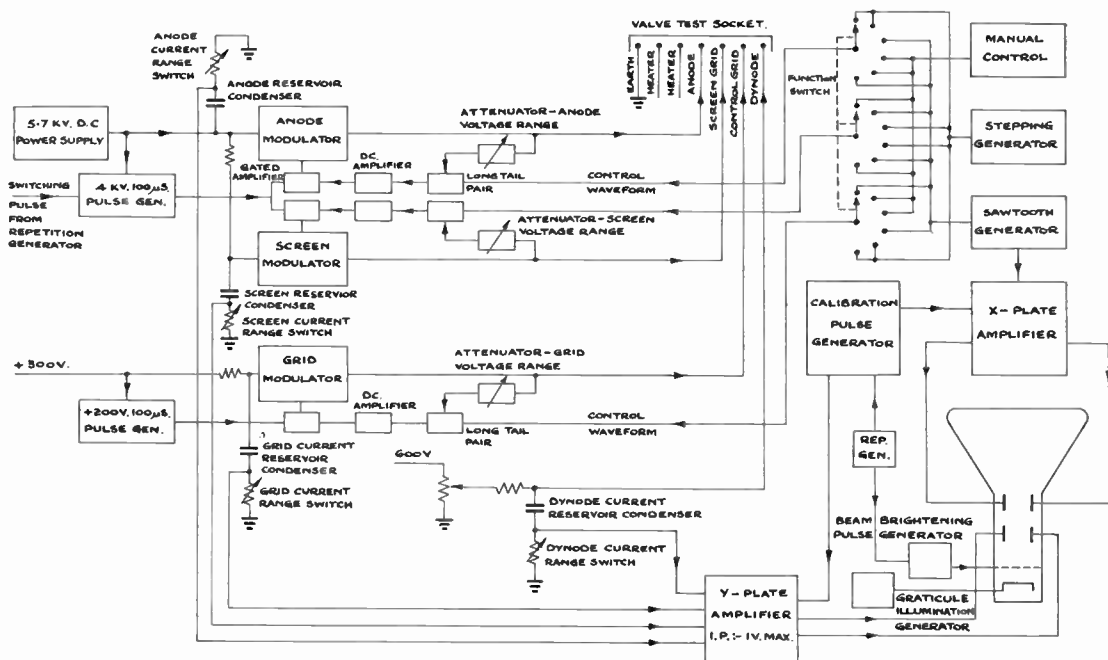 ANODE
CURRENT
RANGE
SWITCH
ANODE RESERVOIR
CONDENSER
5·7 KV. D.C
POWER SUPPLY
SWITCHING
PULSE
FROM
REPETITION
GENERATOR
4 KV. 100µS.
PULSE GEN.
ANODE
MODULATOR
GATED
AMPLIFIER
DC.
AMPLIFIER
ATTENUATOR-ANODE
VOLTAGE RANGE
LONG TAIL
PAIR
CONTROL
WAVEFORM
ATTENUATOR-SCREEN
VOLTAGE RANGE
SCREEN
MODULATOR
SCREEN RESERVIOR
CONDENSER
SCREEN CURRENT
RANGE SWITCH
VALVE TEST SOCKET.
EARTH
HEATER
HEATER
ANODE
SCREEN GRID
CONTROL GRID
DYNODE
FUNCTION
SWITCH
MANUAL
CONTROL
STEPPING
GENERATOR
SAWTOOTH
GENERATOR
CALIBRATION
PULSE
GENERATOR
X-PLATE
AMPLIFIER
+300V.
+200V, 100µS.
PULSE GEN.
GRID
MODULATOR
DC.
AMPLIFIER
ATTENUATOR-GRID
VOLTAGE RANGE
LONG TAIL
PAIR
CONTROL
WAVEFORM
GRID CURRENT
RESERVOIR
CONDENSER
GRID CURRENT
RANGE SWITCH
600V
DYNODE CURRENT
RESERVOIR CONDENSER
DYNODE CURRENT
RANGE SWITCH
REP.
GEN.
BEAM BRIGHTENING
PULSE GENERATOR
GRATICULE
ILLUMINATION
GENERATOR
Y-PLATE
AMPLIFIER
I.P.:- 1V. MAX.